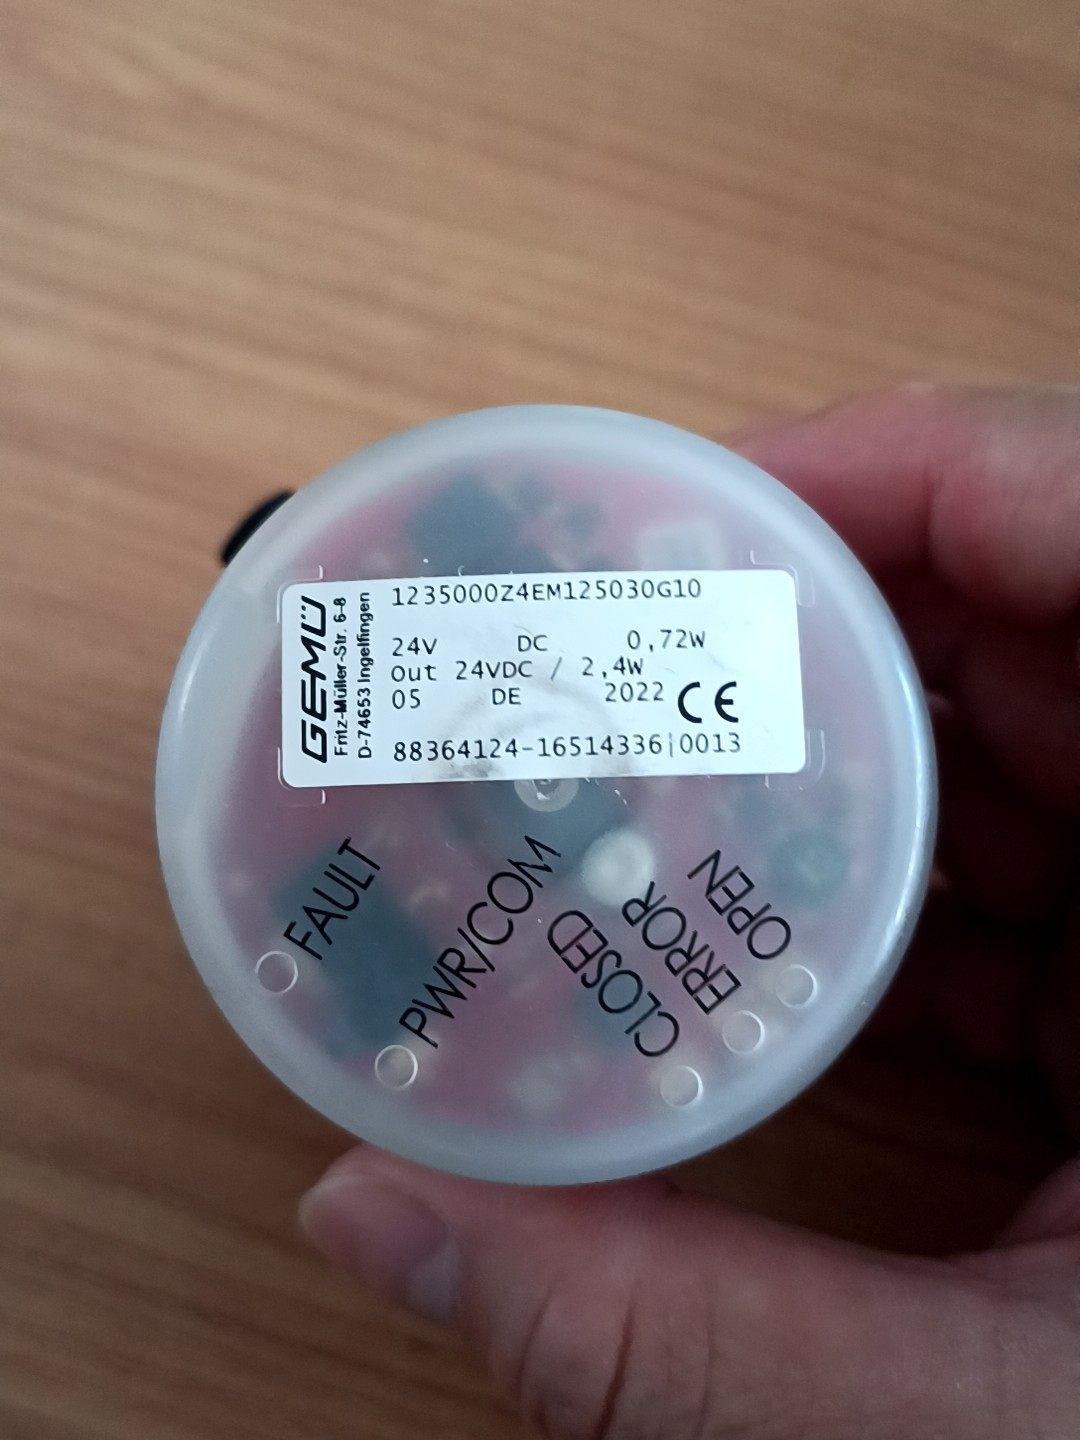 GEMÜ
Fritz-Müller-Str. 6-8
D-74653 Ingelfingen
1235000Z4EM125030G10
24V DC 0,72W
Out 24VDC / 2,4W
05 DE 2022 CE
88364124-16514336|0013
FAULT
PWR/COM
CLOSED
ERROR
OPEN